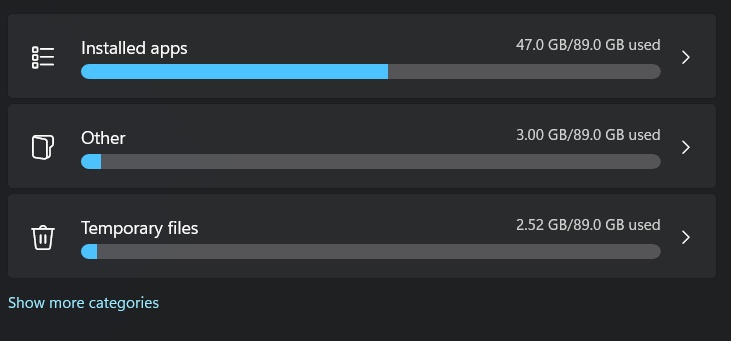 Installed apps 47.0 GB/89.0 GB used
Other 3.00 GB/89.0 GB used
Temporary files 2.52 GB/89.0 GB used
Show more categories